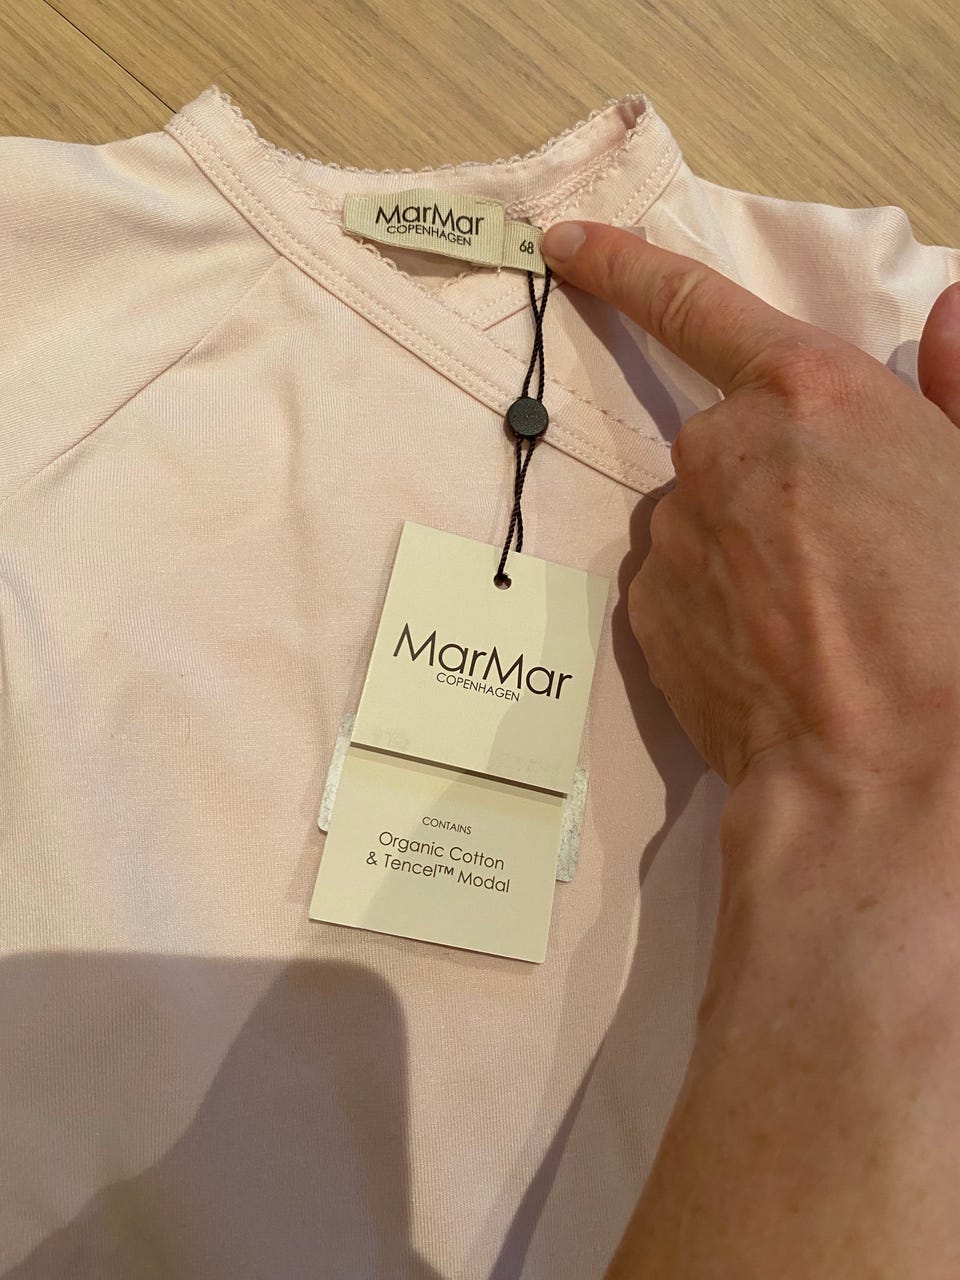 MarMar
COPENHAGEN
68
MarMar
COPENHAGEN
CONTAINS
Organic Cotton
& Tencel™ Modal